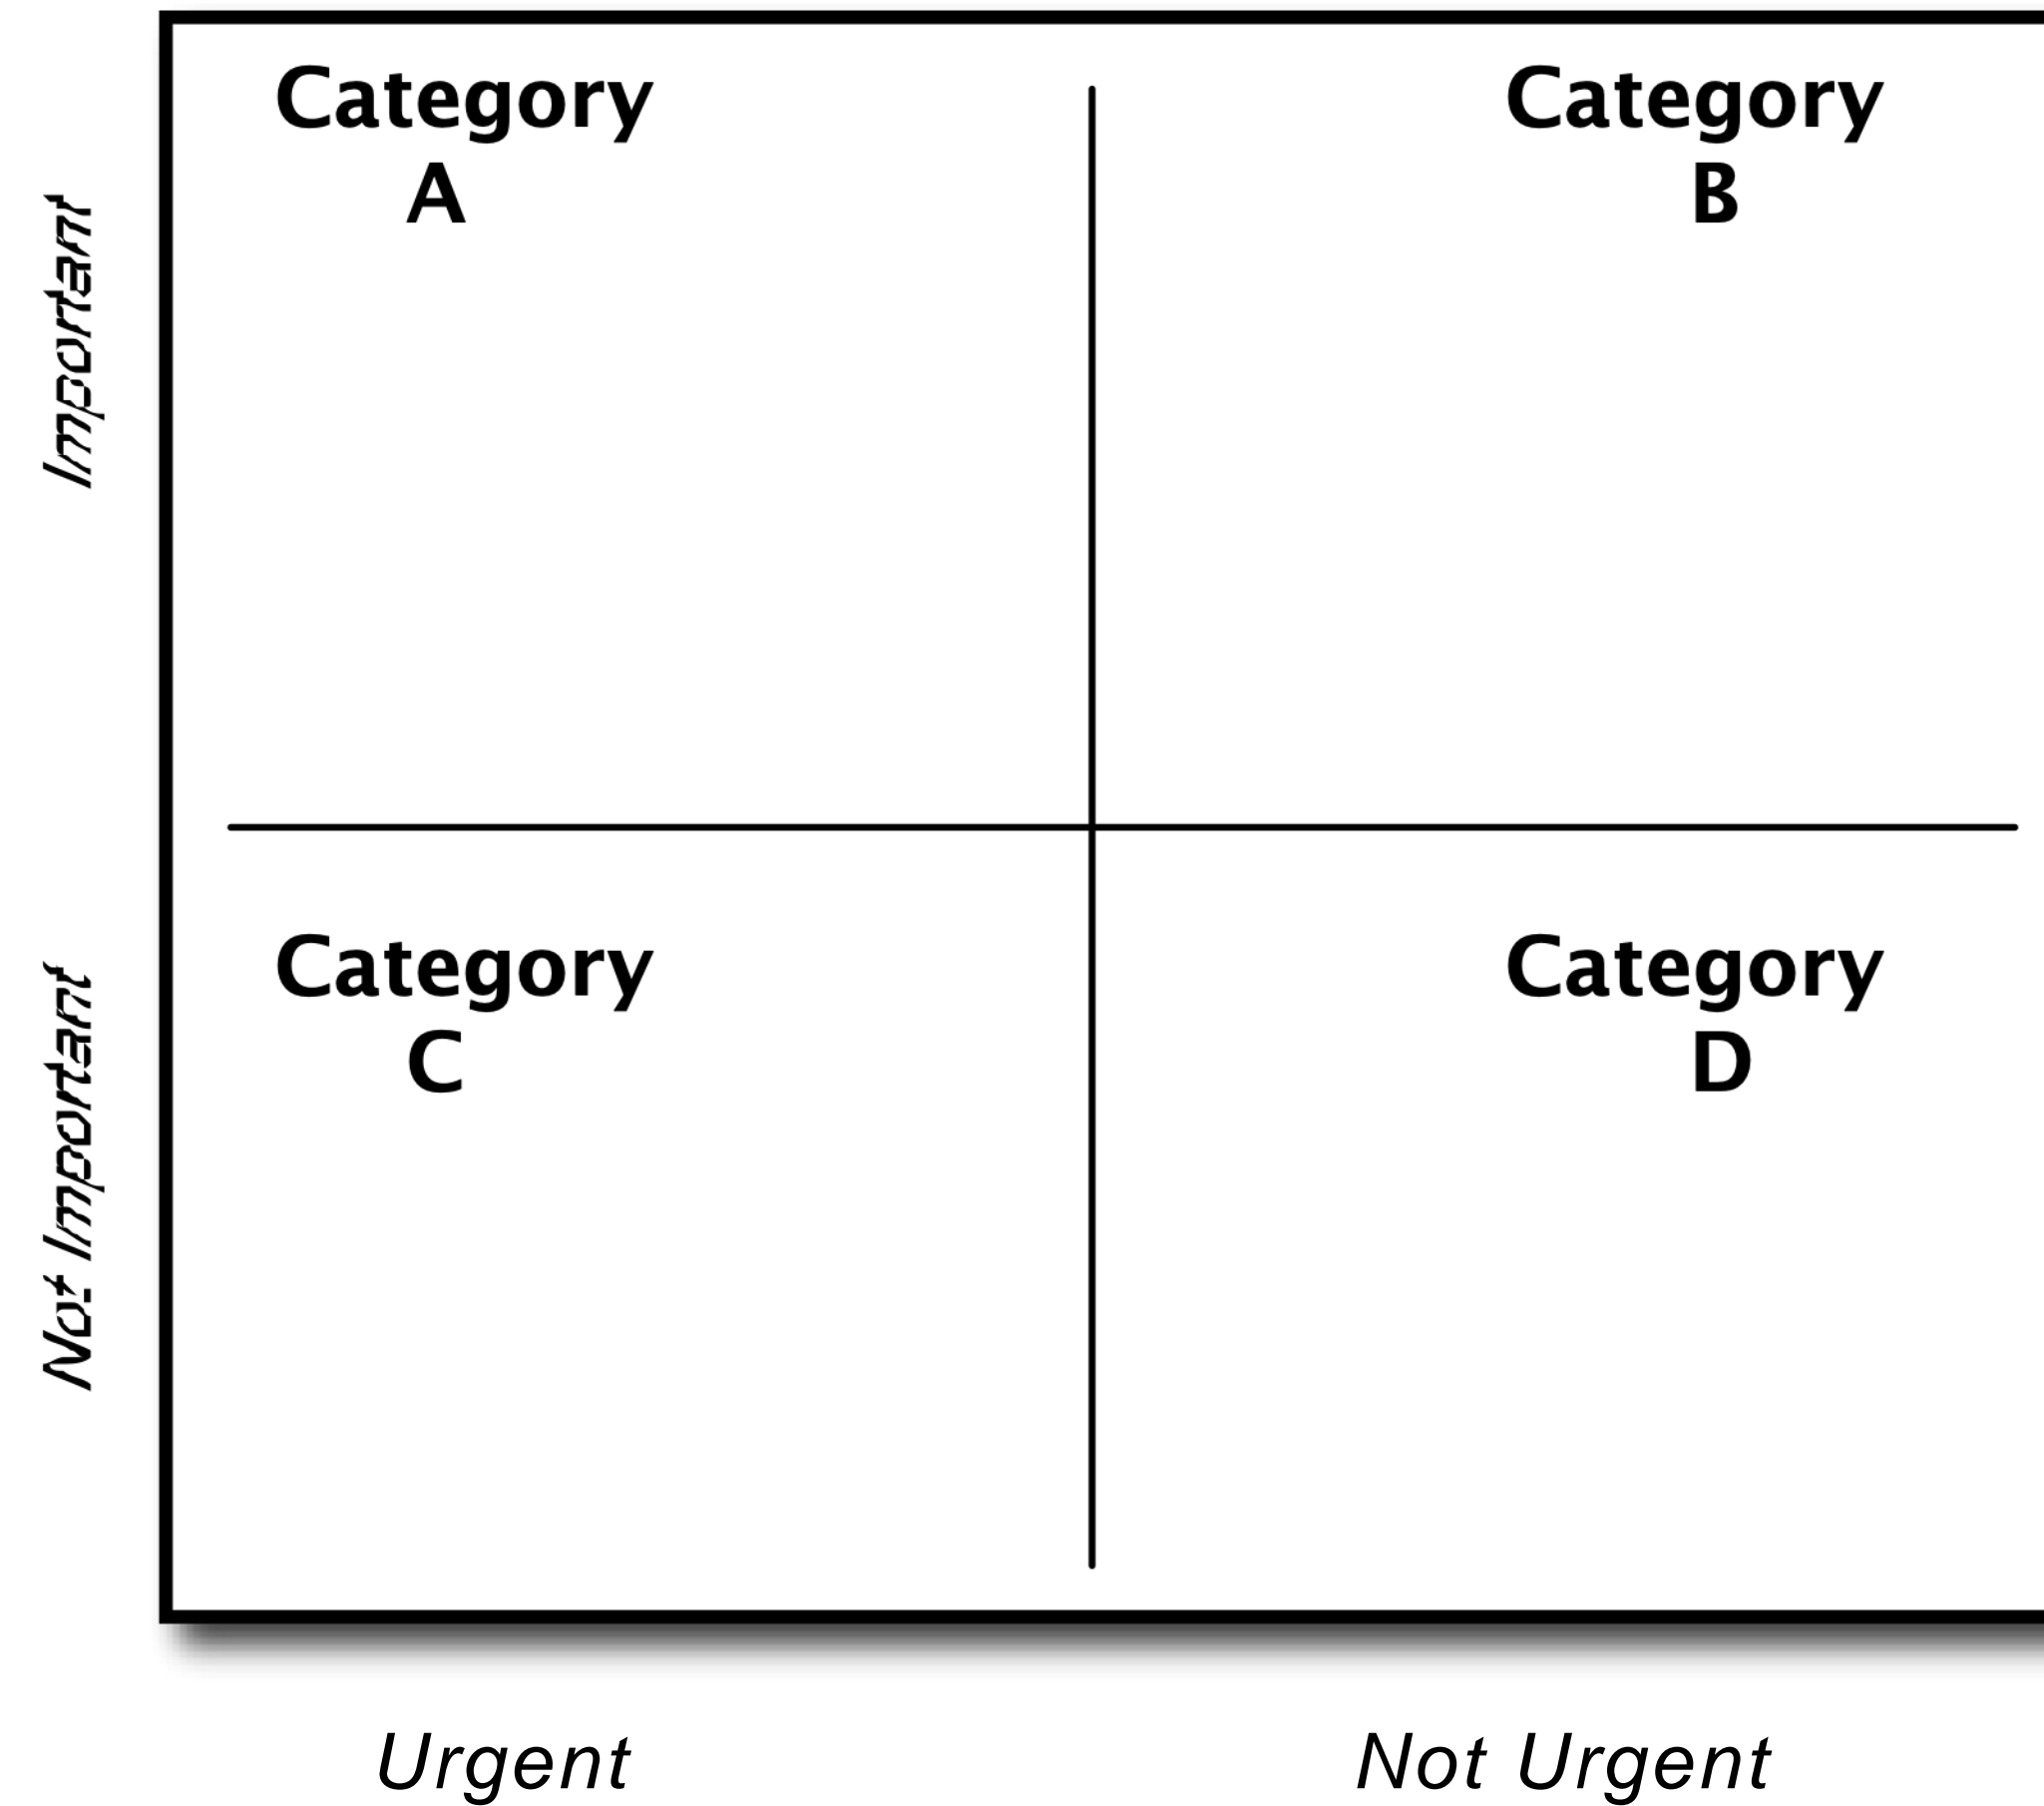 Category
A
Category
B
Important
Category
C
Category
D
Not Important
Urgent
Not Urgent